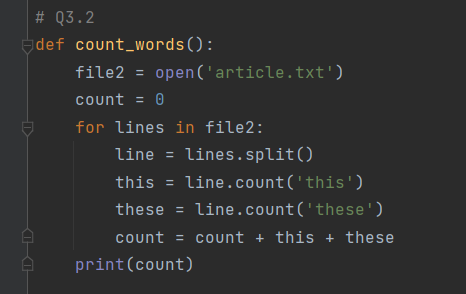 # Q3.2
def count_words():
    file2 = open('article.txt')
    count = 0
    for lines in file2:
        line = lines.split()
        this = line.count('this')
        these = line.count('these')
        count = count + this + these
    print(count)